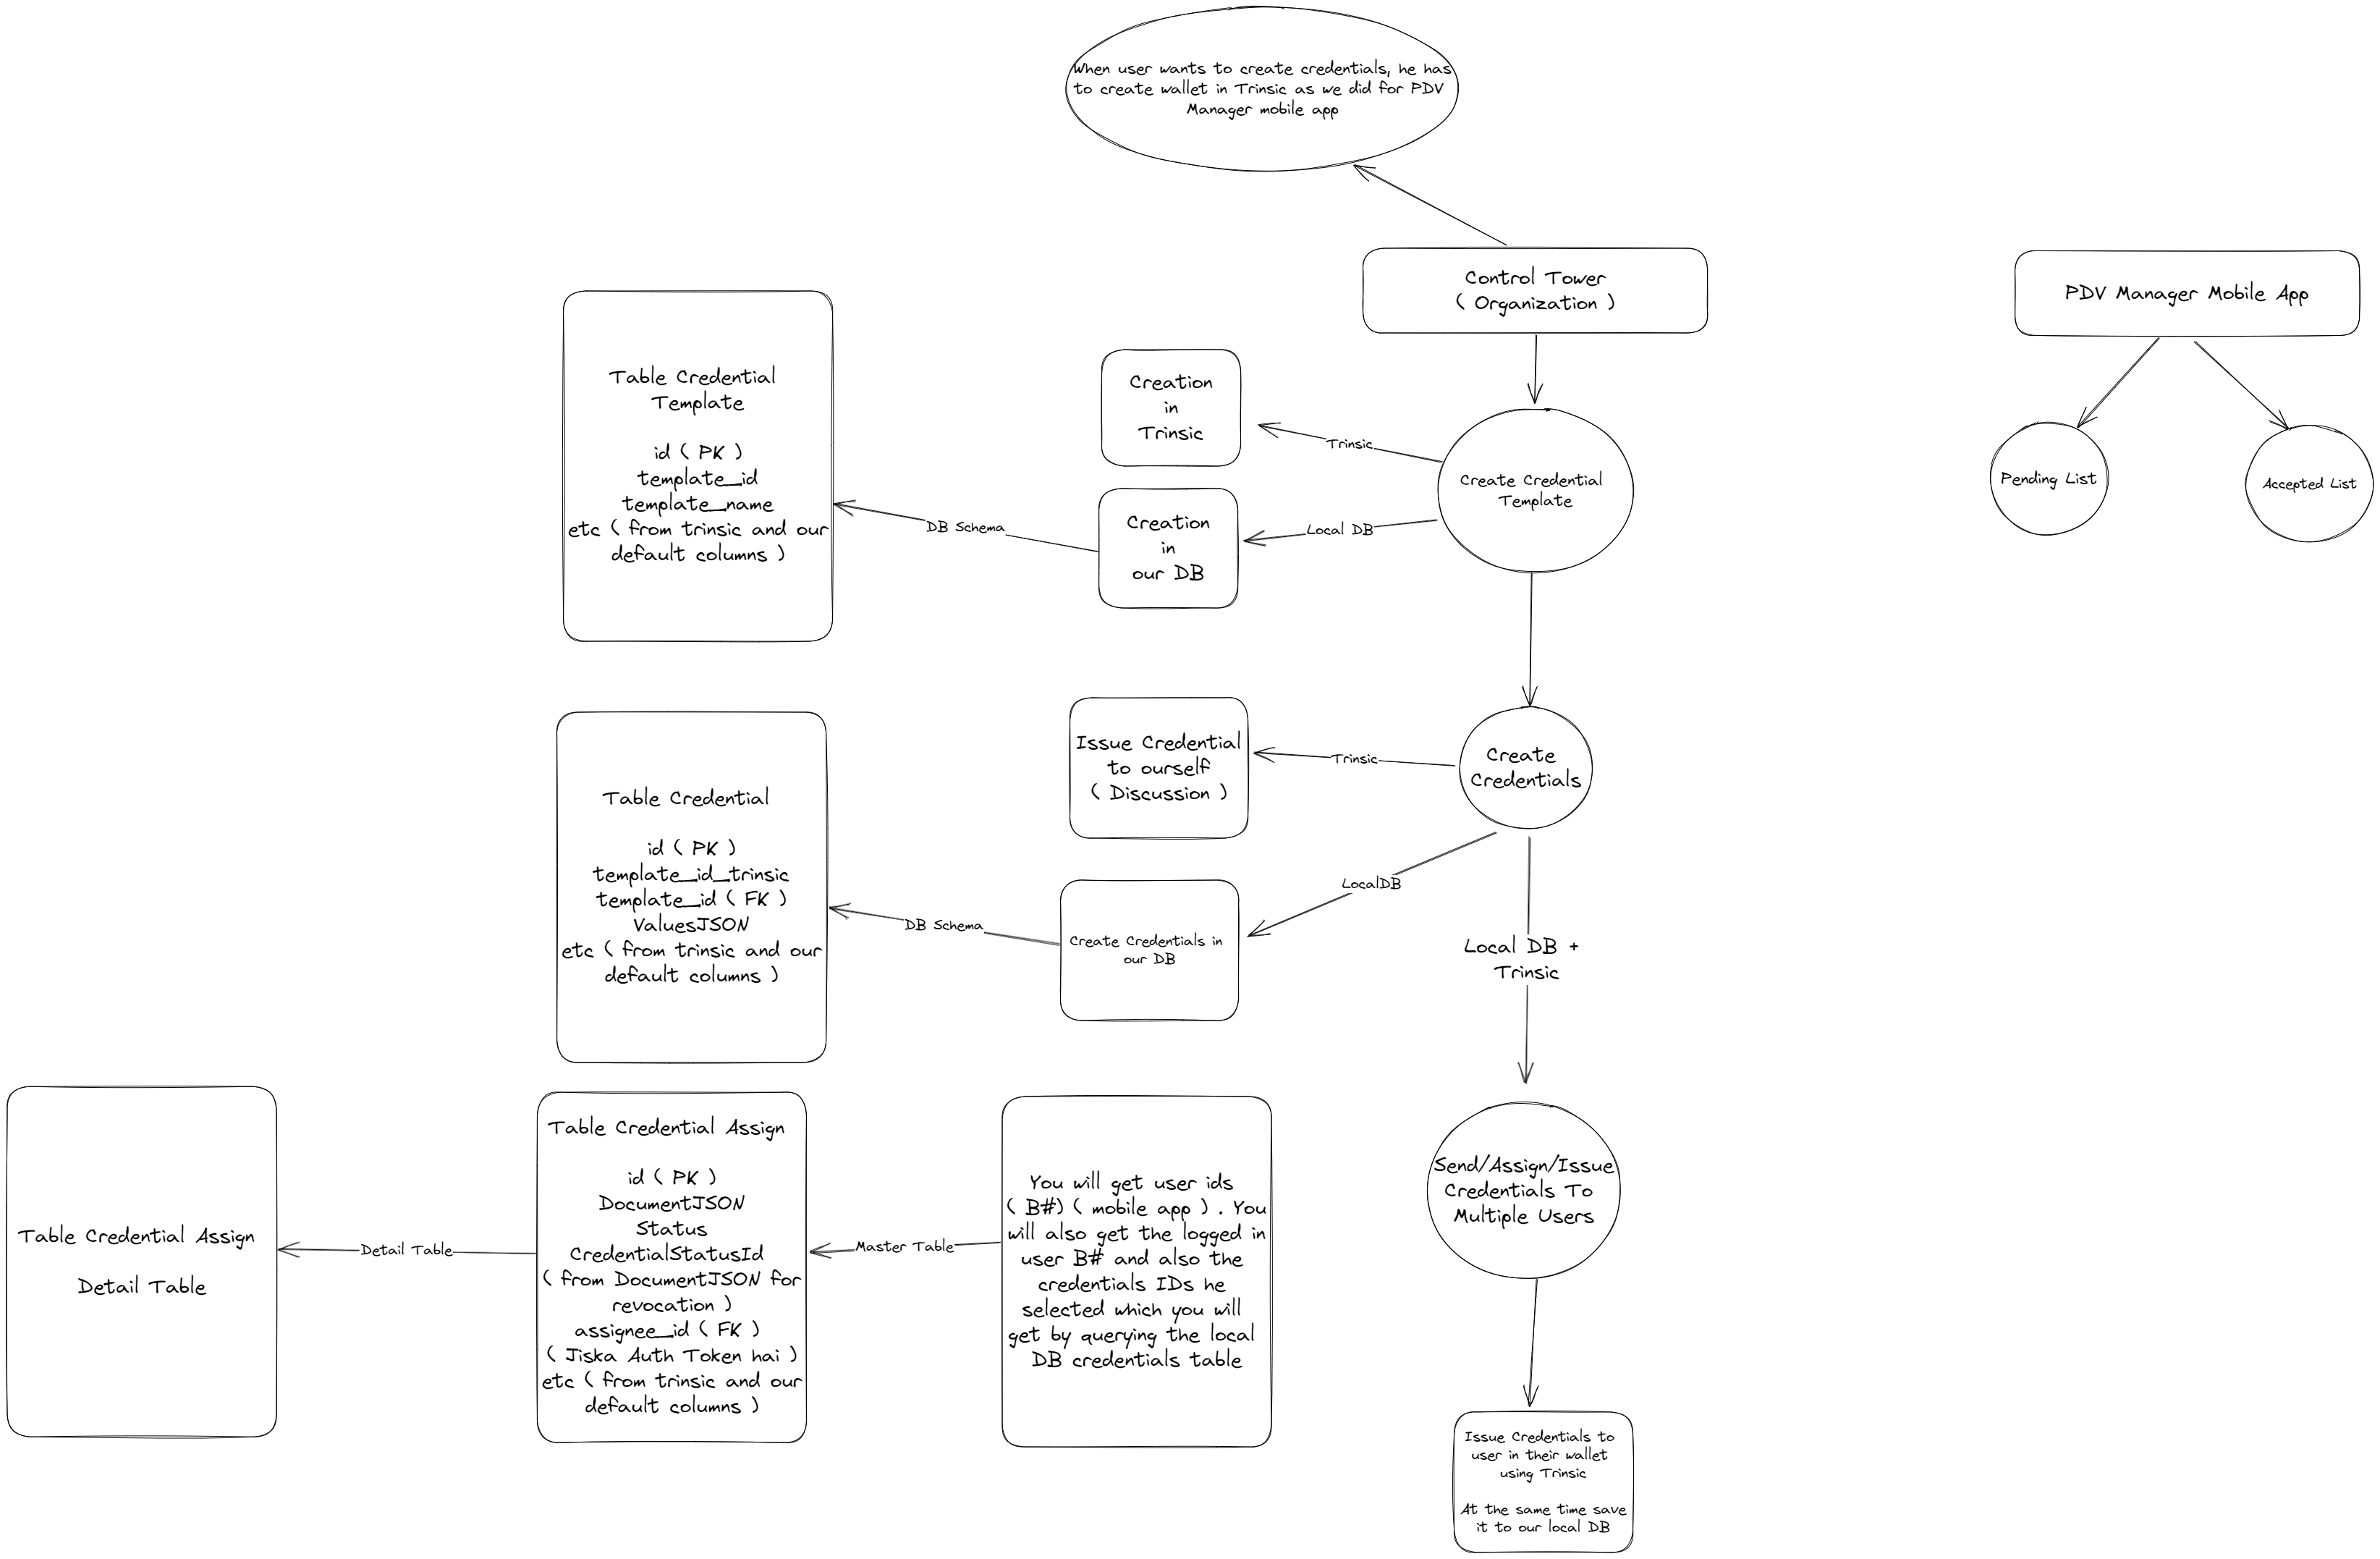 When user wants to create credentials, he has
to create wallet in Trinsic as we did for PDV
Manager mobile app
Control Tower
( Organization )
PDV Manager Mobile App
Pending List
Accepted List
Create Credential
Template
Trinsic
Creation
in
Trinsic
Local DB
Creation
in
our DB
DB Schema
Table Credential
Template
id ( PK )
template_id
template_name
etc ( from trinsic and our
default columns )
Create
Credentials
Trinsic
Issue Credential
to ourself
( Discussion )
LocalDB
Create Credentials in
our DB
DB Schema
Table Credential
id ( PK )
template_id_trinsic
template_id ( FK )
ValuesJSON
etc ( from trinsic and our
default columns )
Local DB +
Trinsic
Send/Assign/Issue
Credentials To
Multiple Users
You will get user ids
( B#) ( mobile app ) . You
will also get the logged in
user B# and also the
credentials IDs he
selected which you will
get by querying the local
DB credentials table
Master Table
Table Credential Assign
id ( PK )
DocumentJSON
Status
CredentialStatusId
( from DocumentJSON for
revocation )
assignee_id ( FK )
( Jiska Auth Token hai )
etc ( from trinsic and our
default columns )
Detail Table
Table Credential Assign
Detail Table
Issue Credentials to
user in their wallet
using Trinsic
At the same time save
it to our local DB